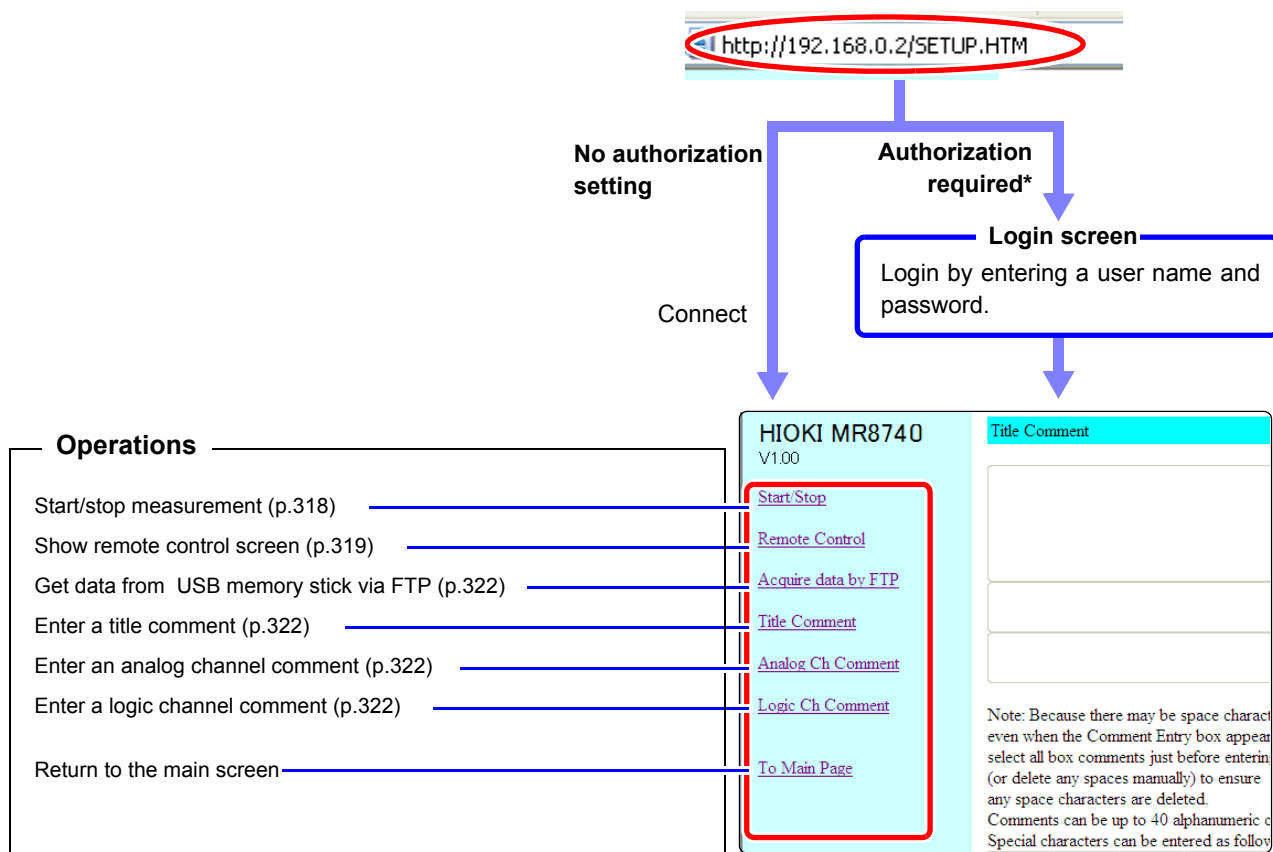 http://192.168.0.2/SETUP.HTM
No authorization
setting
Authorization
required*
Login screen
Login by entering a user name and
password.
Connect
Operations
Start/stop measurement (p.318)
Show remote control screen (p.319)
Get data from USB memory stick via FTP (p.322)
Enter a title comment (p.322)
Enter an analog channel comment (p.322)
Enter a logic channel comment (p.322)
Return to the main screen
HIOKI MR8740
V1.00
Start/Stop
Remote Control
Acquire data by FTP
Title Comment
Analog Ch Comment
Logic Ch Comment
To Main Page
Title Comment
Note: Because there may be space charact
even when the Comment Entry box appear
select all box comments just before entering
(or delete any spaces manually) to ensure
any space characters are deleted.
Comments can be up to 40 alphanumeric c
Special characters can be entered as follow